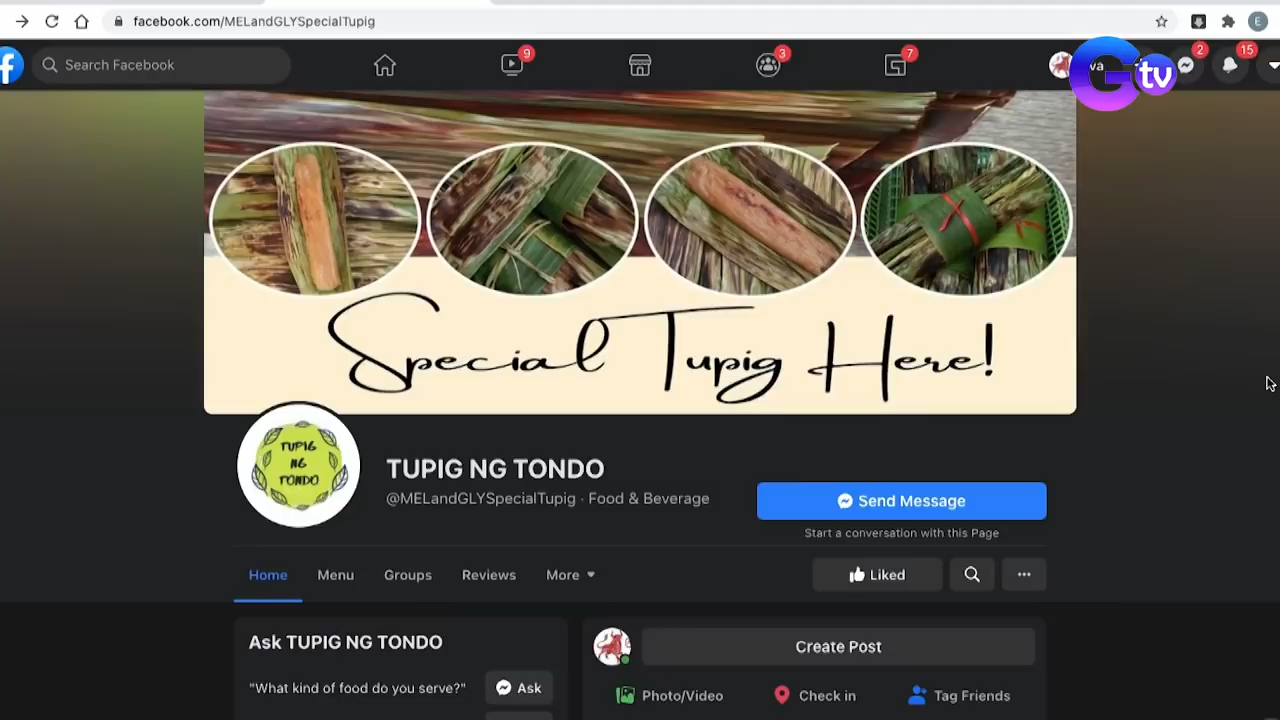 facebook.com/MELandGLYSpecialTupig
E
f
Search Facebook
9
3
7
va
2
15
Gtv
Special Tupig Here!
TUPIG
NG
TONDO
TUPIG NG TONDO
@MELandGLYSpecialTupig · Food & Beverage
Send Message
Start a conversation with this Page
Home
Menu
Groups
Reviews
More
Liked
Ask TUPIG NG TONDO
Create Post
"What kind of food do you serve?"
Ask
Photo/Video
Check in
Tag Friends